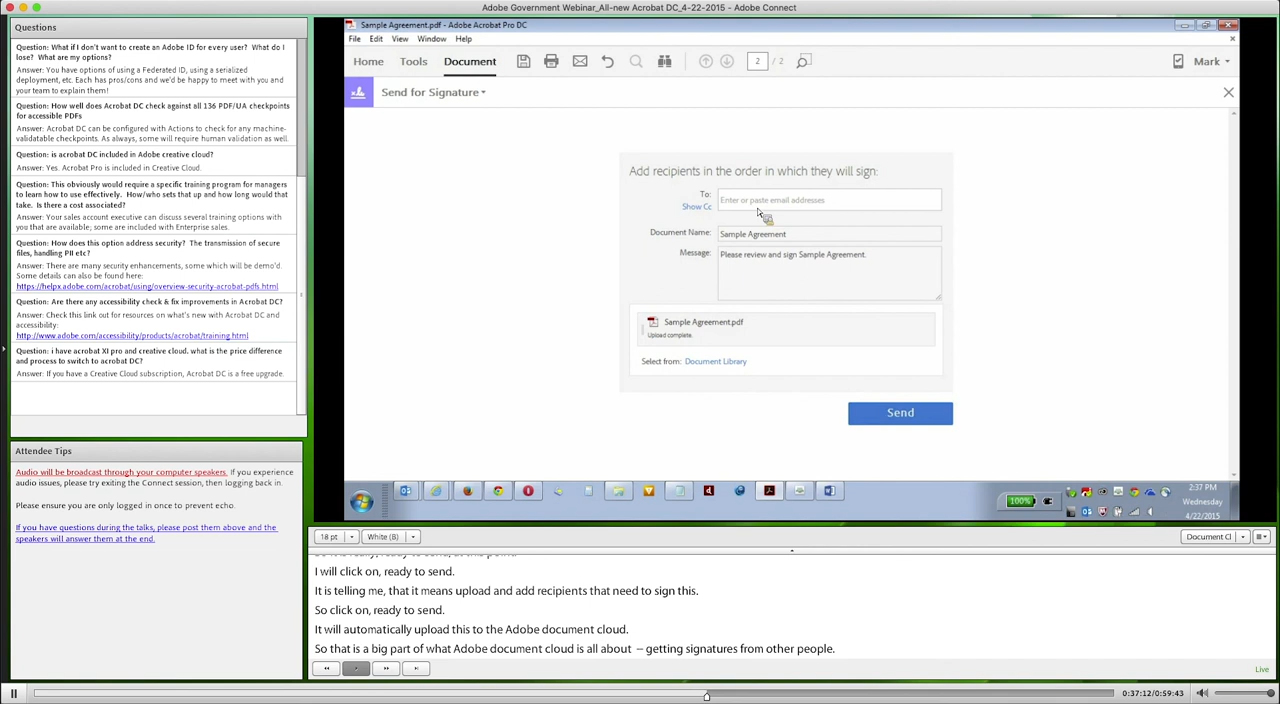 Adobe Government Webinar_All-new Acrobat DC_4-22-2015 - Adobe Connect
Questions
Question: What if I don't want to create an Adobe ID for every user? What do I
lose? What are my options?
Answer: You have options of using a Federated ID, using a serialized
deployment, etc. Each has pros/cons and we'd be happy to meet with you and
your team to explain them!
Question: How well does Acrobat DC check against all 136 PDF/UA checkpoints
for accessible PDFs
Answer: Acrobat DC can be configured with Actions to check for any machine-
validatable checkpoints. As always, some will require human validation as well.
Question: is acrobat DC included in Adobe creative cloud?
Answer: Yes. Acrobat Pro is included in Creative Cloud.
Question: This obviously would require a specific training program for managers
to learn how to use effectively. How/who sets that up and how long would that
take. Is there a cost associated?
Answer: Your sales account executive can discuss several training options with
you that are available; some are included with Enterprise sales.
Question: How does this option address security? The transmission of secure
files, handling PII etc?
Answer: There are many security enhancements, some which will be demo'd.
Some details can also be found here:
https://helpx.adobe.com/acrobat/using/overview-security-acrobat-pdfs.html
Question: Are there any accessibility check & fix improvements in Acrobat DC?
Answer: Check this link out for resources on what's new with Acrobat DC and
accessibility:
http://www.adobe.com/accessibility/products/acrobat/training.html
Question: i have acrobat XI pro and creative cloud. what is the price difference
and process to switch to acrobat DC?
Answer: If you have a Creative Cloud subscription, Acrobat DC is a free upgrade.
Attendee Tips
Audio will be broadcast through your computer speakers. If you experience
audio issues, please try exiting the Connect session, then logging back in.
Please ensure you are only logged in once to prevent echo.
If you have questions during the talks, please post them above and the
speakers will answer them at the end.
Sample Agreement.pdf - Adobe Acrobat Pro DC
File Edit View Window Help
Home Tools Document 2 / 2 Mark
Send for Signature
Add recipients in the order in which they will sign:
To: Enter or paste email addresses
Show Cc
Document Name: Sample Agreement
Message: Please review and sign Sample Agreement.
Sample Agreement.pdf
Upload complete.
Select from: Document Library
Send
100%
2:37 PM
Wednesday
4/22/2015
18 pt White (B) Document Cl
I will click on, ready to send.
It is telling me, that it means upload and add recipients that need to sign this.
So click on, ready to send.
It will automatically upload this to the Adobe document cloud.
So that is a big part of what Adobe document cloud is all about -- getting signatures from other people.
Live
0:37:12/0:59:43